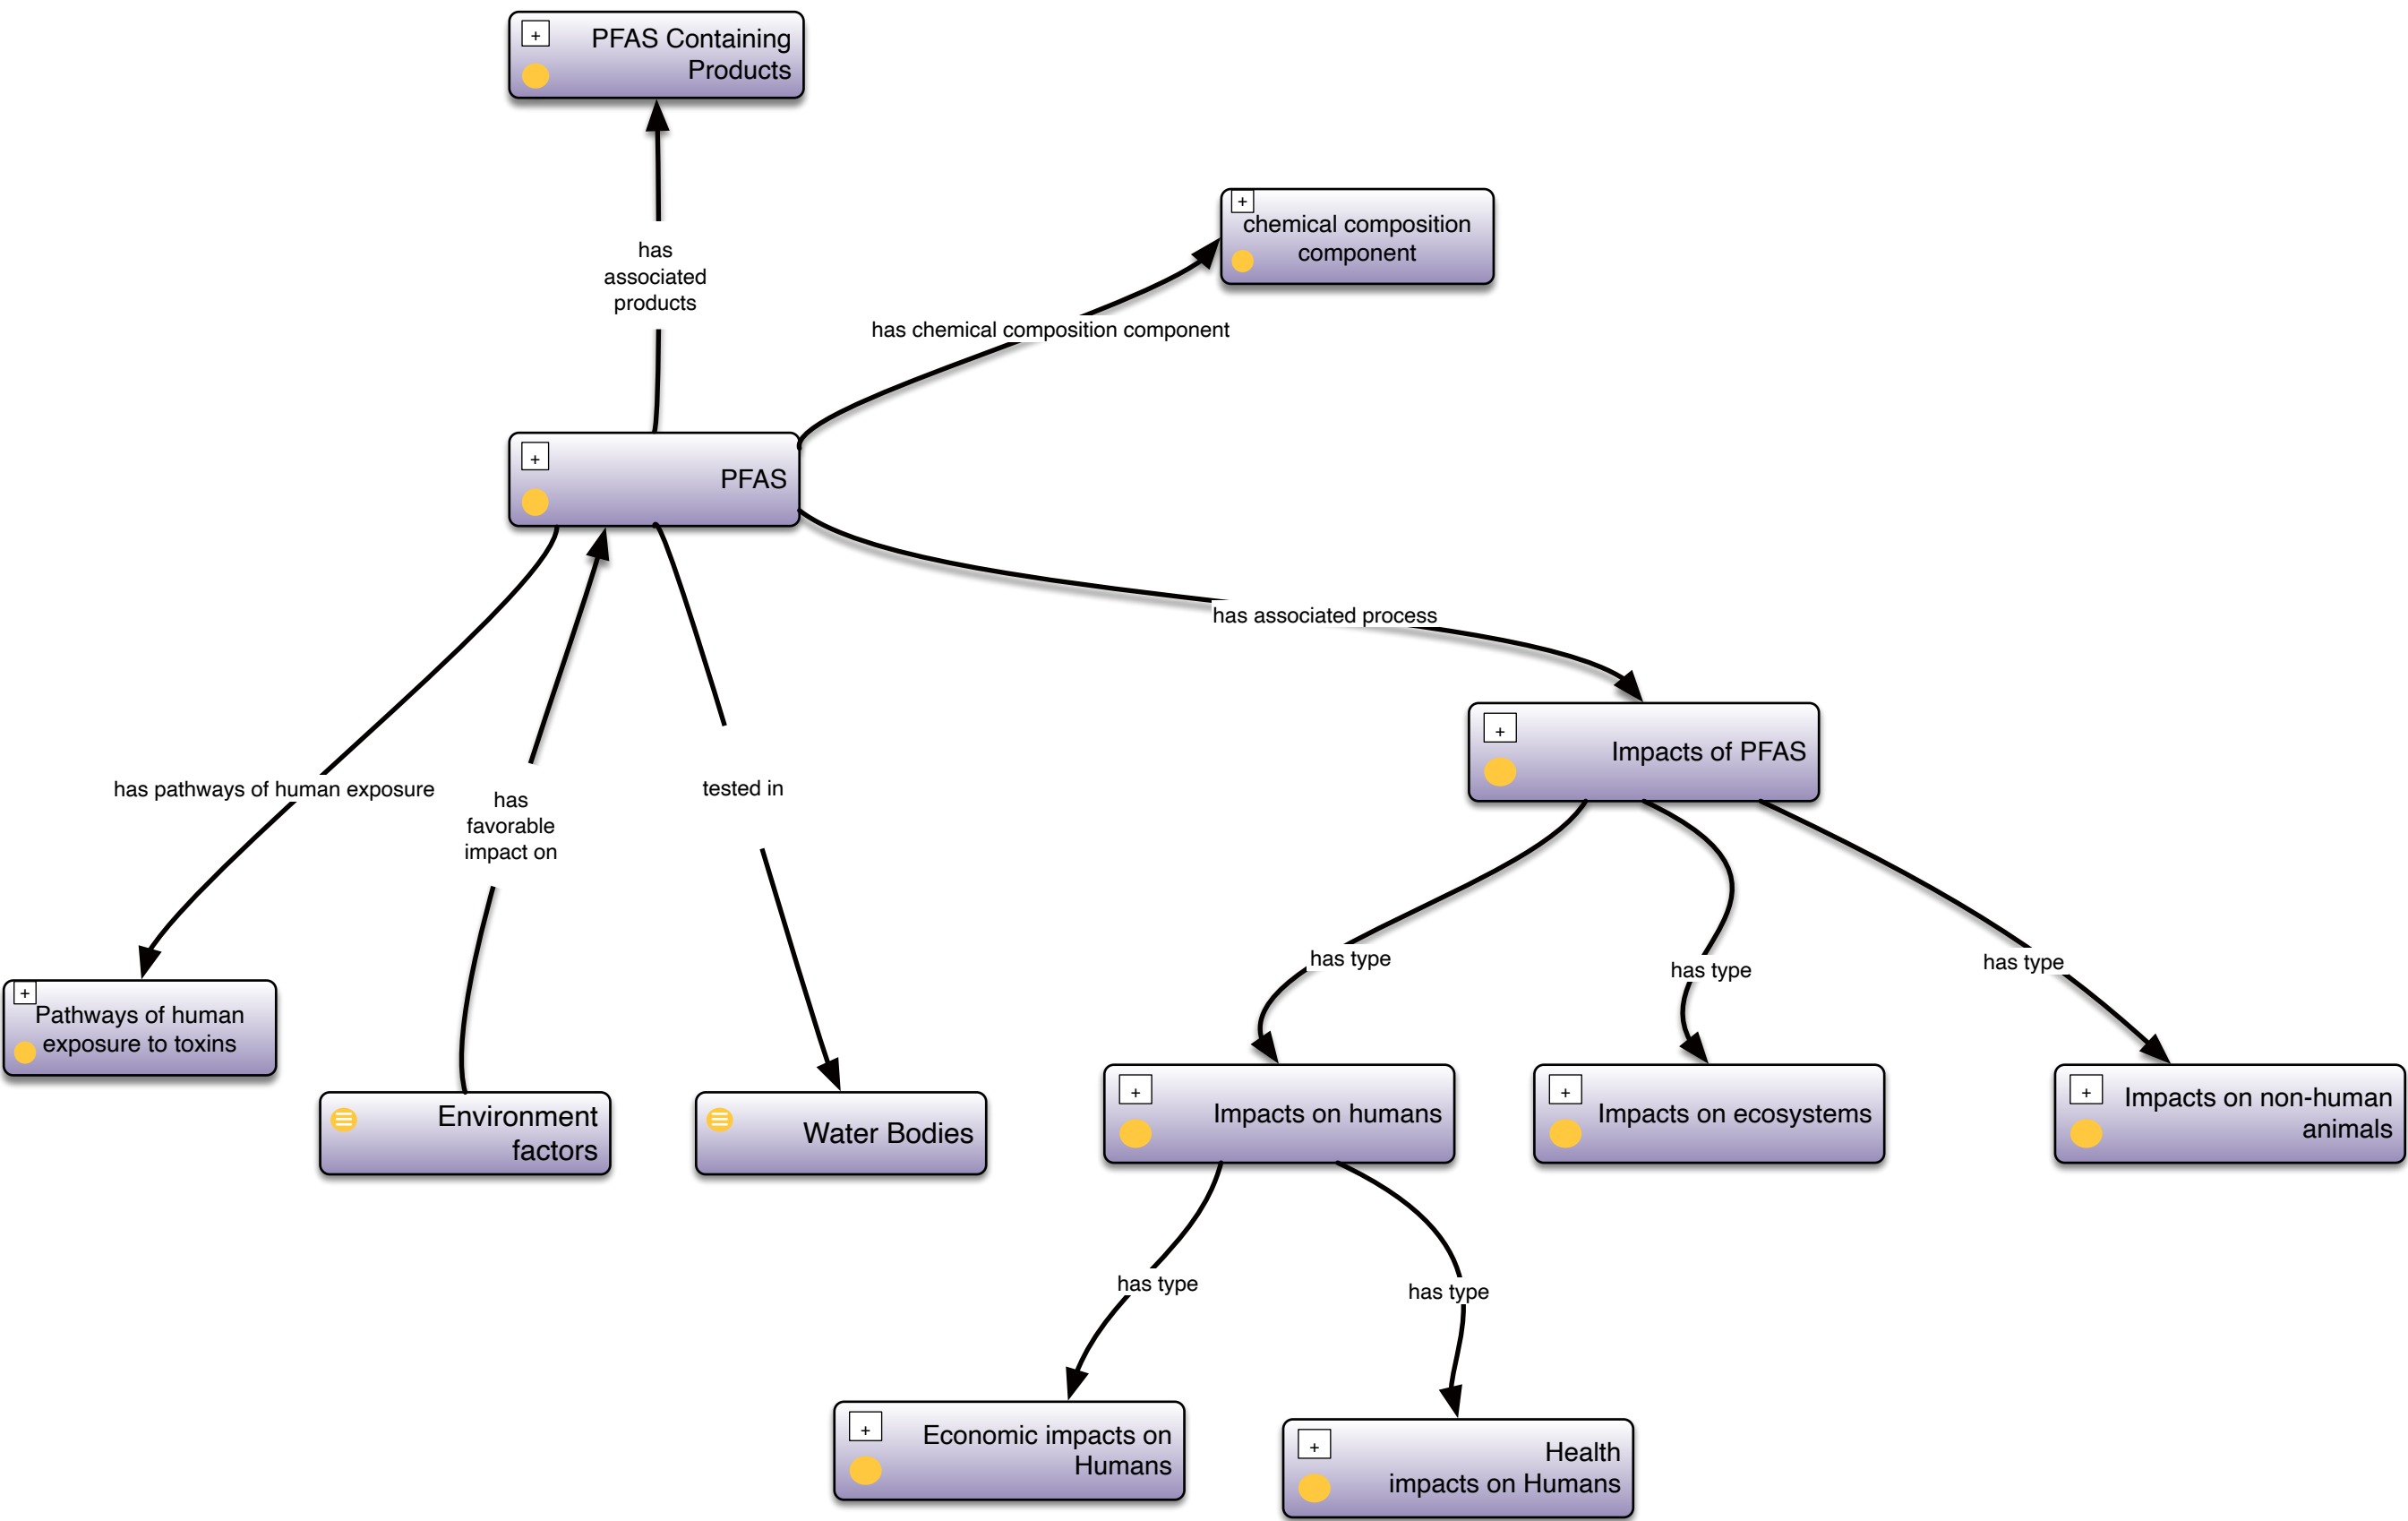 +
PFAS Containing
Products
+
chemical composition
component
has
associated
products
has chemical composition component
+
PFAS
has associated process
+
Impacts of PFAS
has pathways of human exposure
has
favorable
impact on
tested in
has type
has type
has type
+
Pathways of human
exposure to toxins
Environment
factors
Water Bodies
+
Impacts on humans
+
Impacts on ecosystems
+
Impacts on non-human
animals
has type
has type
+
Economic impacts on
Humans
+
Health
impacts on Humans